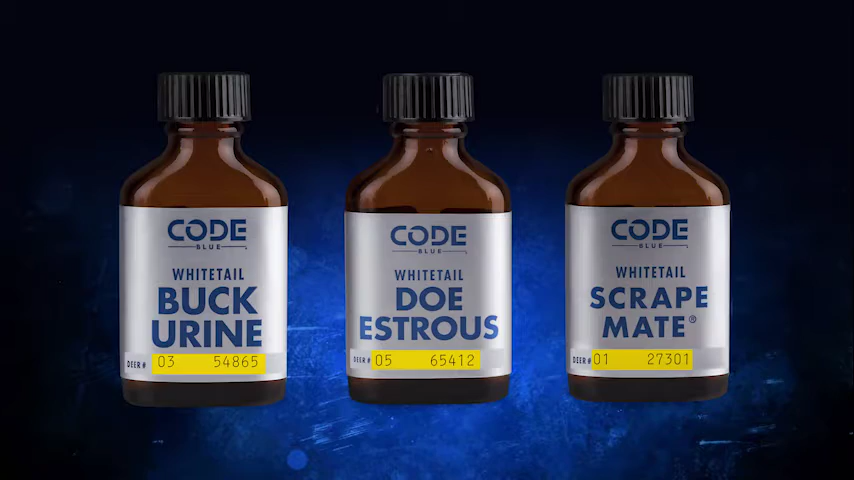 CODE
BLUE
WHITETAIL
BUCK
URINE
DEER # 03 54865
CODE
BLUE
WHITETAIL
DOE
ESTROUS
DEER # 05 65412
CODE
BLUE
WHITETAIL
SCRAPE
MATE®
DEER # 01 27301